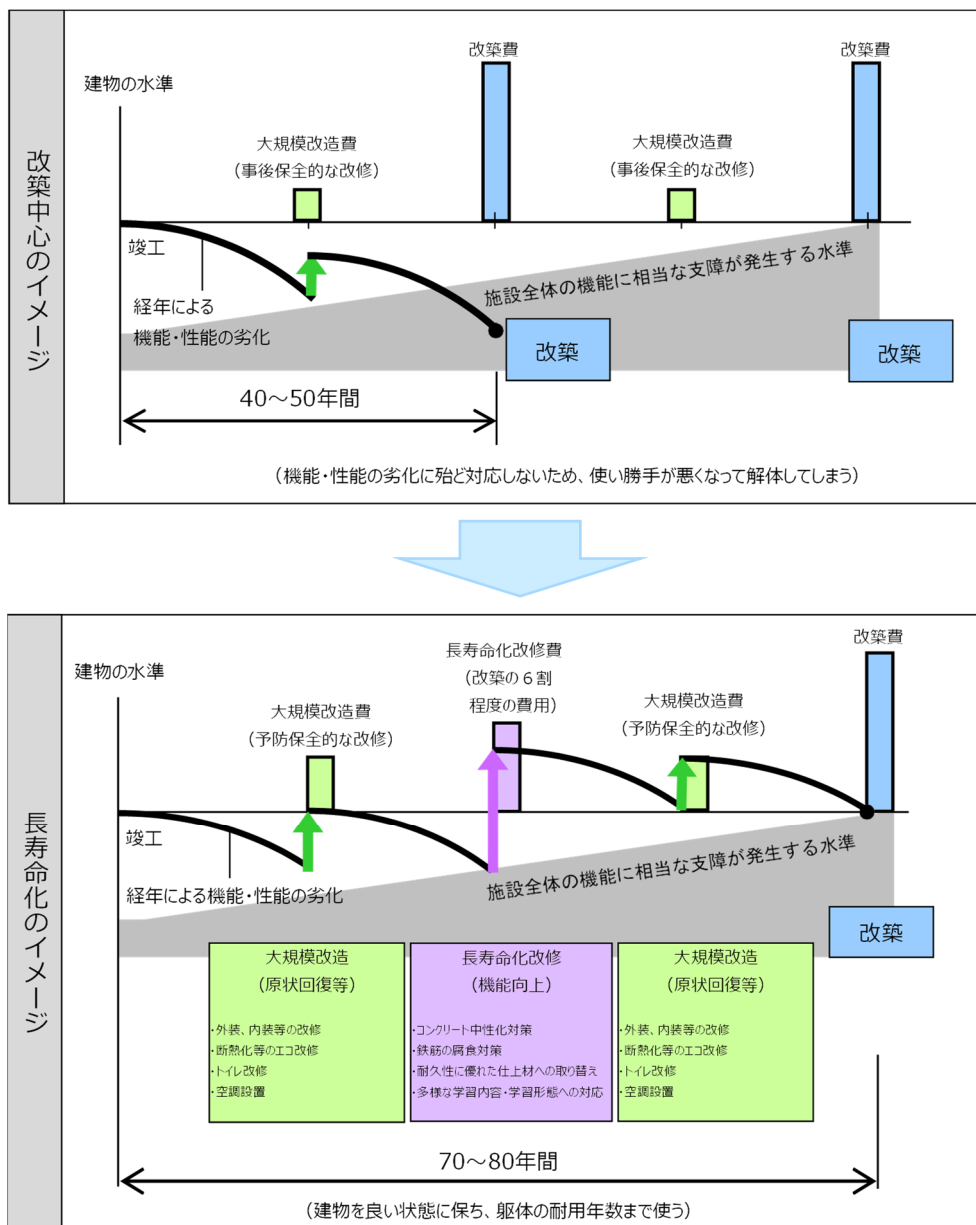 改築中心のイメージ
建物の水準
改築費
改築費
大規模改造費
(事後保全的な改修)
大規模改造費
(事後保全的な改修)
竣工
経年による
機能・性能の劣化
施設全体の機能に相当な支障が発生する水準
改築
改築
40～50年間
(機能・性能の劣化に殆ど対応しないため、使い勝手が悪くなって解体してしまう)
長寿命化のイメージ
建物の水準
改築費
長寿命化改修費
(改築の６割
程度の費用)
大規模改造費
(予防保全的な改修)
大規模改造費
(予防保全的な改修)
竣工
経年による機能・性能の劣化
施設全体の機能に相当な支障が発生する水準
改築
大規模改造
(原状回復等)
・外装、内装等の改修
・断熱化等のエコ改修
・トイレ改修
・空調設置
長寿命化改修
(機能向上)
・コンクリート中性化対策
・鉄筋の腐食対策
・耐久性に優れた仕上材への取り替え
・多様な学習内容・学習形態への対応
大規模改造
(原状回復等)
・外装、内装等の改修
・断熱化等のエコ改修
・トイレ改修
・空調設置
70～80年間
(建物を良い状態に保ち、躯体の耐用年数まで使う)